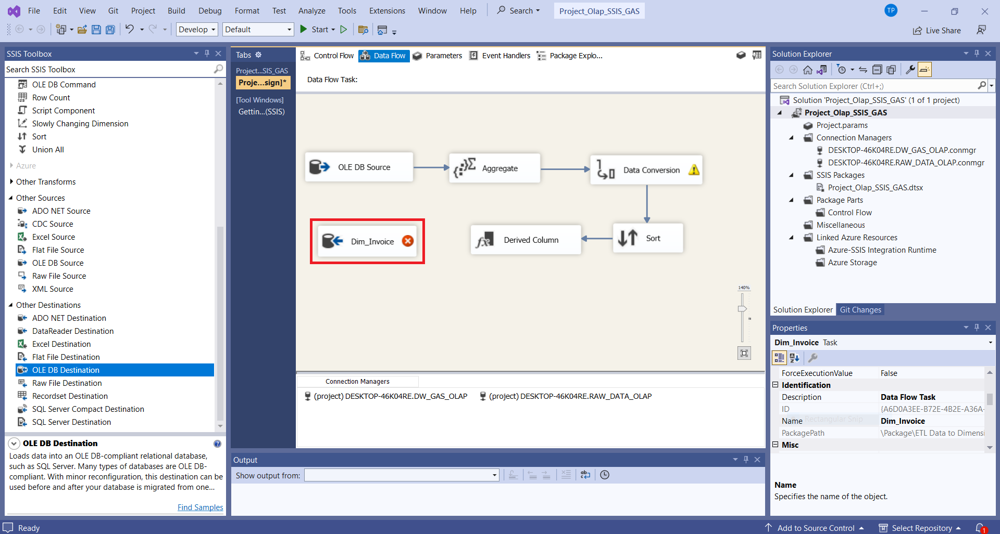 File Edit View Git Project Build Debug Format Test Analyze Tools Extensions Window Help Search Project_Olap_SSIS_GAS TP
Develop Default Start Live Share
SSIS Toolbox
Search SSIS Toolbox
OLE DB Command
Row Count
Script Component
Slowly Changing Dimension
Sort
Union All
Azure
Other Transforms
Other Sources
ADO NET Source
CDC Source
Excel Source
Flat File Source
OLE DB Source
Raw File Source
XML Source
Other Destinations
ADO NET Destination
DataReader Destination
Excel Destination
Flat File Destination
OLE DB Destination
Raw File Destination
Recordset Destination
SQL Server Compact Destination
SQL Server Destination
OLE DB Destination
Loads data into an OLE DB-compliant relational database,
such as SQL Server. Many types of databases are OLE DB-
compliant. With minor reconfiguration, this destination can be
used before and after your database is migrated from one...
Find Samples
Tabs
Project...SIS_GAS
Proje...sign]*
[Tool Windows]
Gettin...(SSIS)
Control Flow Data Flow Parameters Event Handlers Package Explo...
Data Flow Task:
OLE DB Source
Aggregate
Data Conversion
Dim_Invoice
Derived Column
Sort
140%
Connection Managers
(project) DESKTOP-46K04RE.DW_GAS_OLAP (project) DESKTOP-46K04RE.RAW_DATA_OLAP
Output
Show output from:
Solution Explorer
Search Solution Explorer (Ctrl+;)
Solution 'Project_Olap_SSIS_GAS' (1 of 1 project)
Project_Olap_SSIS_GAS
Project.params
Connection Managers
DESKTOP-46K04RE.DW_GAS_OLAP.conmgr
DESKTOP-46K04RE.RAW_DATA_OLAP.conmgr
SSIS Packages
Project_Olap_SSIS_GAS.dtsx
Package Parts
Control Flow
Miscellaneous
Linked Azure Resources
Azure-SSIS Integration Runtime
Azure Storage
Solution Explorer Git Changes
Properties
Dim_Invoice Task
ForceExecutionValue False
Identification
Description Data Flow Task
ID {A6D0A3EE-B72E-4B2E-A36A-
Rectangular Snip
Name Dim_Invoice
PackagePath \Package\ETL Data to Dimensi
Misc
Name
Specifies the name of the object.
Ready Add to Source Control Select Repository 1